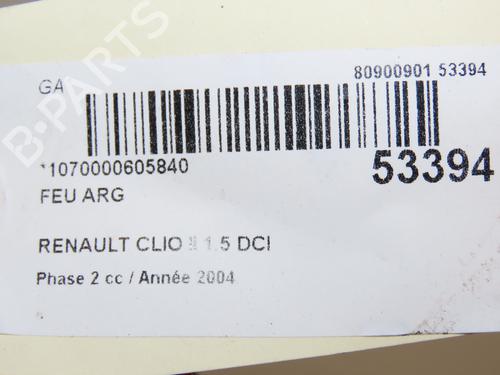 GA
80900901 53394
*1070000605840
53394
FEU ARG
RENAULT CLIO II 1.5 DCI
Phase 2 cc / Année 2004
B-PARTS